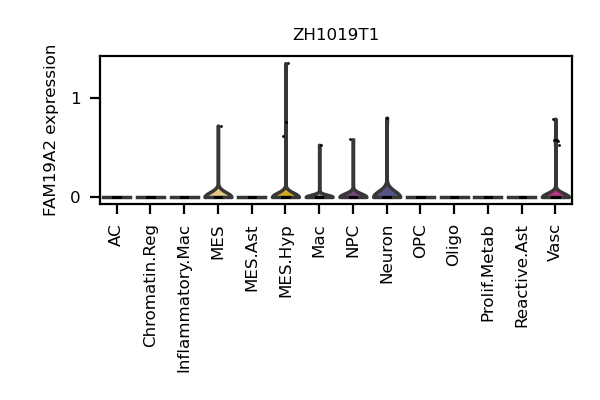 ZH1019T1
FAM19A2 expression
1
0
AC
Chromatin.Reg
Inflammatory.Mac
MES
MES.Ast
MES.Hyp
Mac
NPC
Neuron
OPC
Oligo
Prolif.Metab
Reactive.Ast
Vasc